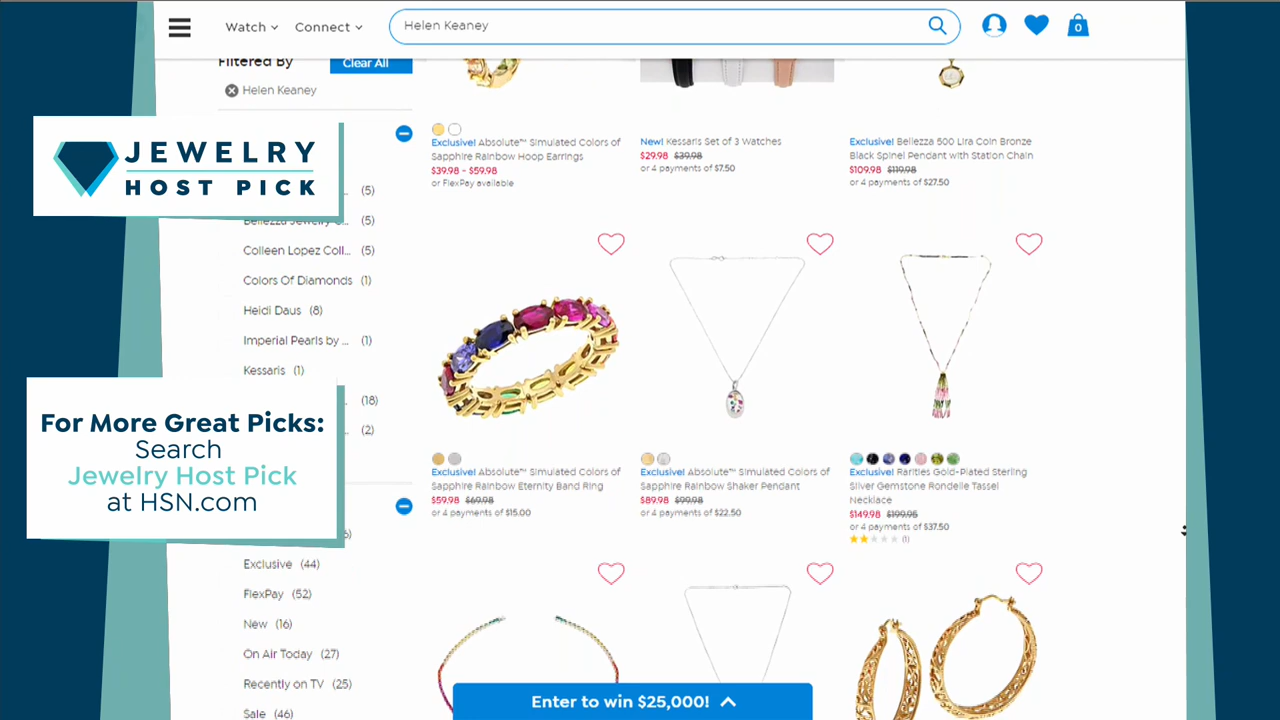 Watch
Connect
Helen Keaney
0
Filtered By
Clear All
Helen Keaney
JEWELRY
HOST PICK
(5)
(5)
Colleen Lopez Coll... (5)
Colors Of Diamonds (1)
Heidi Daus (8)
Imperial Pearls by ... (1)
Kessaris (1)
(18)
(2)
For More Great Picks:
Search
Jewelry Host Pick
at HSN.com
Exclusive (44)
FlexPay (52)
New (16)
On Air Today (27)
Recently on TV (25)
Sale (46)
Exclusive! Absolute™ Simulated Colors of
Sapphire Rainbow Hoop Earrings
$39.98 - $59.98
or FlexPay available
New! Kessaris Set of 3 Watches
$29.98 $39.98
or 4 payments of $7.50
Exclusive! Bellezza 500 Lira Coin Bronze
Black Spinel Pendant with Station Chain
$109.98 $119.98
or 4 payments of $27.50
Exclusive! Absolute™ Simulated Colors of
Sapphire Rainbow Eternity Band Ring
$59.98 $69.98
or 4 payments of $15.00
Exclusive! Absolute™ Simulated Colors of
Sapphire Rainbow Shaker Pendant
$89.98 $99.98
or 4 payments of $22.50
Exclusive! Rarities Gold-Plated Sterling
Silver Gemstone Rondelle Tassel
Necklace
$149.98 $199.95
or 4 payments of $37.50
(1)
Enter to win $25,000!